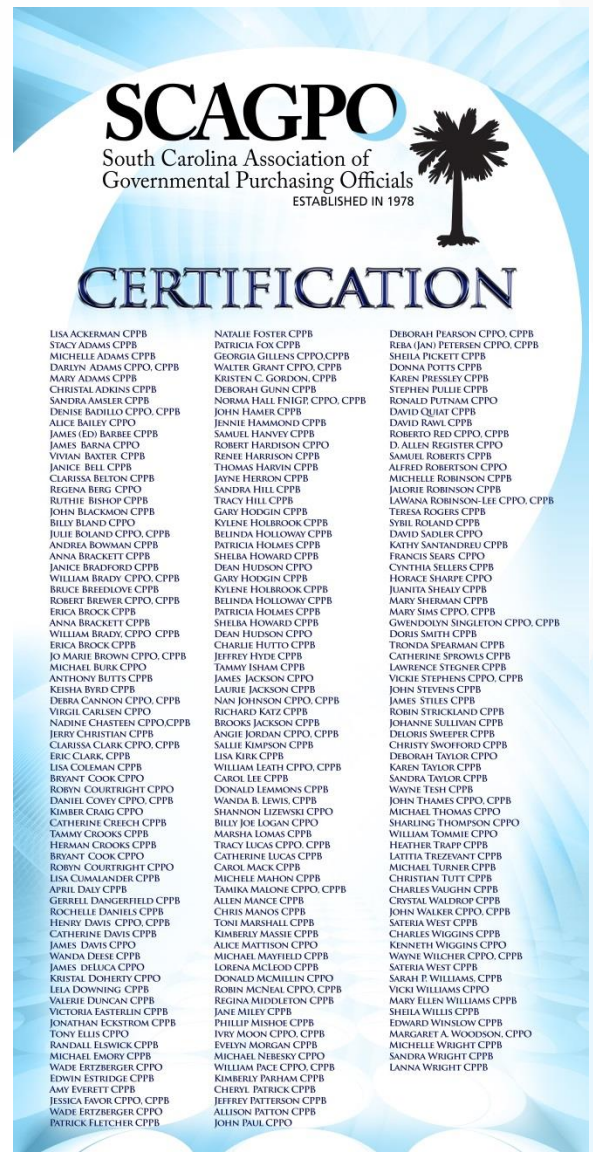 SCAGPO
South Carolina Association of
Governmental Purchasing Officials
ESTABLISHED IN 1978
CERTIFICATION
LISA ACKERMAN CPPB
STACY ADAMS CPPB
MICHELLE ADAMS CPPB
DARLYN ADAMS CPPO, CPPB
MARY ADAMS CPPB
CHRISTAL ADKINS CPPB
SANDRA AMSLER CPPB
DENISE BADILLO CPPO, CPPB
ALICE BAILEY CPPO
JAMES (ED) BARBEE CPPB
JAMES BARNA CPPO
VIVIAN BAXTER CPPB
JANICE BELL CPPB
CLARISSA BELTON CPPB
REGENA BERG CPPO
RUTHIE BISHOP CPPB
JOHN BLACKMON CPPB
BILLY BLAND CPPO
JULIE BOLAND CPPO, CPPB
ANDREA BOWMAN CPPB
ANNA BRACKETT CPPB
JANICE BRADFORD CPPB
WILLIAM BRADY CPPO, CPPB
BRUCE BREEDLOVE CPPB
ROBERT BREWER CPPO, CPPB
ERICA BROCK CPPB
ANNA BRACKETT CPPB
WILLIAM BRADY, CPPO CPPB
ERICA BROCK CPPB
JO MARIE BROWN CPPO, CPPB
MICHAEL BURK CPPO
ANTHONY BUTTS CPPB
KEISHA BYRD CPPB
DEBRA CANNON CPPO, CPPB
VIRGIL CARLSEN CPPO
NADINE CHASTEEN CPPO,CPPB
JERRY CHRISTIAN CPPB
CLARISSA CLARK CPPO, CPPB
ERIC CLARK, CPPB
LISA COLEMAN CPPB
BRYANT COOK CPPO
ROBYN COURTRIGHT CPPO
DANIEL COVEY CPPO, CPPB
KIMBER CRAIG CPPO
CATHERINE CREECH CPPB
TAMMY CROOKS CPPB
HERMAN CROOKS CPPB
BRYANT COOK CPPO
ROBYN COURTRIGHT CPPO
LISA CUMALANDER CPPB
APRIL DALY CPPB
GERRELL DANGERFIELD CPPB
ROCHELLE DANIELS CPPB
HENRY DAVIS CPPO, CPPB
CATHERINE DAVIS CPPB
JAMES DAVIS CPPO
WANDA DEESE CPPB
JAMES DELUCA CPPO
KRISTAL DOHERTY CPPO
LELA DOWNING CPPB
VALERIE DUNCAN CPPB
VICTORIA EASTERLIN CPPB
JONATHAN ECKSTROM CPPB
TONY ELLIS CPPO
RANDALL ELSWICK CPPB
MICHAEL EMORY CPPB
WADE ERTZBERGER CPPO
EDWIN ESTRIDGE CPPB
AMY EVERETT CPPB
JESSICA FAVOR CPPO, CPPB
WADE ERTZBERGER CPPO
PATRICK FLETCHER CPPB
NATALIE FOSTER CPPB
PATRICIA FOX CPPB
GEORGIA GILLENS CPPO,CPPB
WALTER GRANT CPPO, CPPB
KRISTEN C. GORDON, CPPB
DEBORAH GUNN CPPB
NORMA HALL FNIGP, CPPO, CPPB
JOHN HAMER CPPB
JENNIE HAMMOND CPPB
SAMUEL HANVEY CPPB
ROBERT HARDISON CPPO
RENEE HARRISON CPPB
THOMAS HARVIN CPPB
JAYNE HERRON CPPB
SANDRA HILL CPPB
TRACY HILL CPPB
GARY HODGIN CPPB
KYLENE HOLBROOK CPPB
BELINDA HOLLOWAY CPPB
PATRICIA HOLMES CPPB
SHELBA HOWARD CPPB
DEAN HUDSON CPPO
GARY HODGIN CPPB
KYLENE HOLBROOK CPPB
BELINDA HOLLOWAY CPPB
PATRICIA HOLMES CPPB
SHELBA HOWARD CPPB
DEAN HUDSON CPPO
CHARLIE HUTTO CPPB
JEFFREY HYDE CPPB
TAMMY ISHAM CPPB
JAMES JACKSON CPPO
LAURIE JACKSON CPPB
NAN JOHNSON CPPO, CPPB
RICHARD KATZ CPPB
BROOKS JACKSON CPPB
ANGIE JORDAN CPPO, CPPB
SALLIE KIMPSON CPPB
LISA KIRK CPPB
WILLIAM LEATH CPPO, CPPB
CAROL LEE CPPB
DONALD LEMMONS CPPB
WANDA B. LEWIS, CPPB
SHANNON LIZEWSKI CPPO
BILLY JOE LOGAN CPPO
MARSHA LOMAS CPPB
TRACY LUCAS CPPO. CPPB
CATHERINE LUCAS CPPB
CAROL MACK CPPB
MICHELE MAHON CPPB
TAMIKA MALONE CPPO, CPPB
ALLEN MANCE CPPB
CHRIS MANOS CPPB
TONI MARSHALL CPPB
KIMBERLY MASSIE CPPB
ALICE MATTISON CPPO
MICHAEL MAYFIELD CPPB
LORENA MCLEOD CPPB
DONALD MCMILLIN CPPO
ROBIN MCNEAL CPPO, CPPB
REGINA MIDDLETON CPPB
JANE MILEY CPPB
PHILLIP MISHOE CPPB
IVRY MOON CPPO, CPPB
EVELYN MORGAN CPPB
MICHAEL NEBESKY CPPO
WILLIAM PACE CPPO, CPPB
KIMBERLY PARHAM CPPB
CHERYL PATRICK CPPB
JEFFREY PATTERSON CPPB
ALLISON PATTON CPPB
JOHN PAUL CPPO
DEBORAH PEARSON CPPO, CPPB
REBA (JAN) PETERSEN CPPO, CPPB
SHEILA PICKETT CPPB
DONNA POTTS CPPB
KAREN PRESSLEY CPPB
STEPHEN PULLIE CPPB
RONALD PUTNAM CPPO
DAVID QUIAT CPPB
DAVID RAWL CPPB
ROBERTO RED CPPO, CPPB
D. ALLEN REGISTER CPPO
SAMUEL ROBERTS CPPB
ALFRED ROBERTSON CPPO
MICHELLE ROBINSON CPPB
JALORIE ROBINSON CPPB
LAWANA ROBINSON-LEE CPPO, CPPB
TERESA ROGERS CPPB
SYBIL ROLAND CPPB
DAVID SADLER CPPO
KATHY SANTANDREU CPPB
FRANCIS SEARS CPPO
CYNTHIA SELLERS CPPB
HORACE SHARPE CPPO
JUANITA SHEALY CPPB
MARY SHERMAN CPPB
MARY SIMS CPPO, CPPB
GWENDOLYN SINGLETON CPPO, CPPB
DORIS SMITH CPPB
TRONDA SPEARMAN CPPB
CATHERINE SPROWLS CPPB
LAWRENCE STEGNER CPPB
VICKIE STEPHENS CPPO, CPPB
JOHN STEVENS CPPB
JAMES STILES CPPB
ROBIN STRICKLAND CPPB
JOHANNE SULLIVAN CPPB
DELORIS SWEEPER CPPB
CHRISTY SWOFFORD CPPB
DEBORAH TAYLOR CPPO
KAREN TAYLOR CPPB
SANDRA TAYLOR CPPB
WAYNE TESH CPPB
JOHN THAMES CPPO, CPPB
MICHAEL THOMAS CPPO
SHARLING THOMPSON CPPO
WILLIAM TOMMIE CPPO
HEATHER TRAPP CPPB
LATITIA TREZEVANT CPPB
MICHAEL TURNER CPPB
CHRISTIAN TUTT CPPB
CHARLES VAUGHN CPPB
CRYSTAL WALDROP CPPB
JOHN WALKER CPPO, CPPB
SATERIA WEST CPPB
CHARLES WIGGINS CPPB
KENNETH WIGGINS CPPO
WAYNE WILCHER CPPO, CPPB
SATERIA WEST CPPB
SARAH P. WILLIAMS, CPPB
VICKI WILLIAMS CPPO
MARY ELLEN WILLIAMS CPPB
SHEILA WILLIS CPPB
EDWARD WINSLOW CPPB
MARGARET A. WOODSON, CPPO
MICHELLE WRIGHT CPPB
SANDRA WRIGHT CPPB
LANNA WRIGHT CPPB